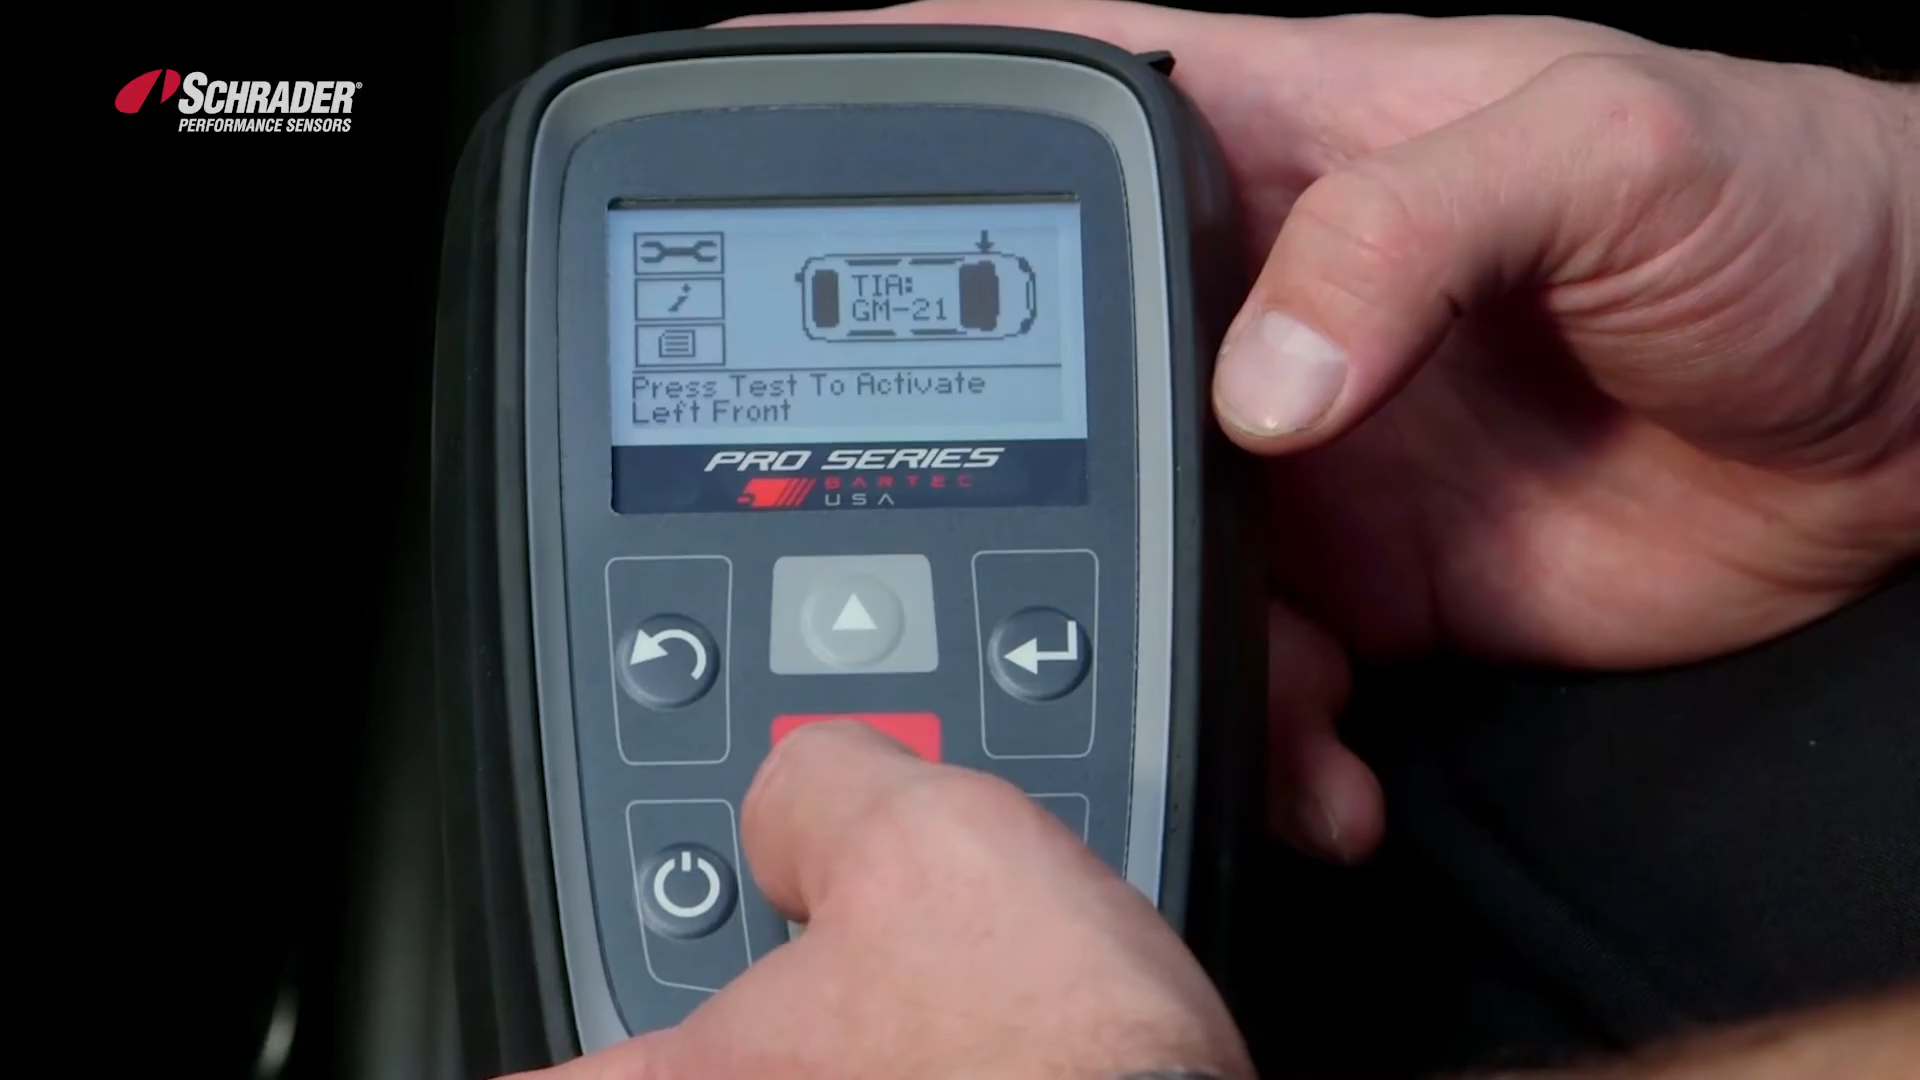 SCHRADER®
PERFORMANCE SENSORS
TIA:
GM-21
Press Test To Activate
Left Front
PRO SERIES
BARTEC
USA